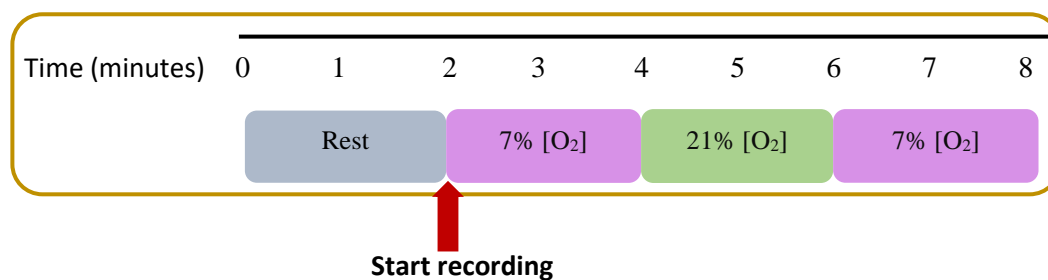 Time (minutes) 0 1 2 3 4 5 6 7 8
Rest 7% [O₂] 21% [O₂] 7% [O₂]
Start recording